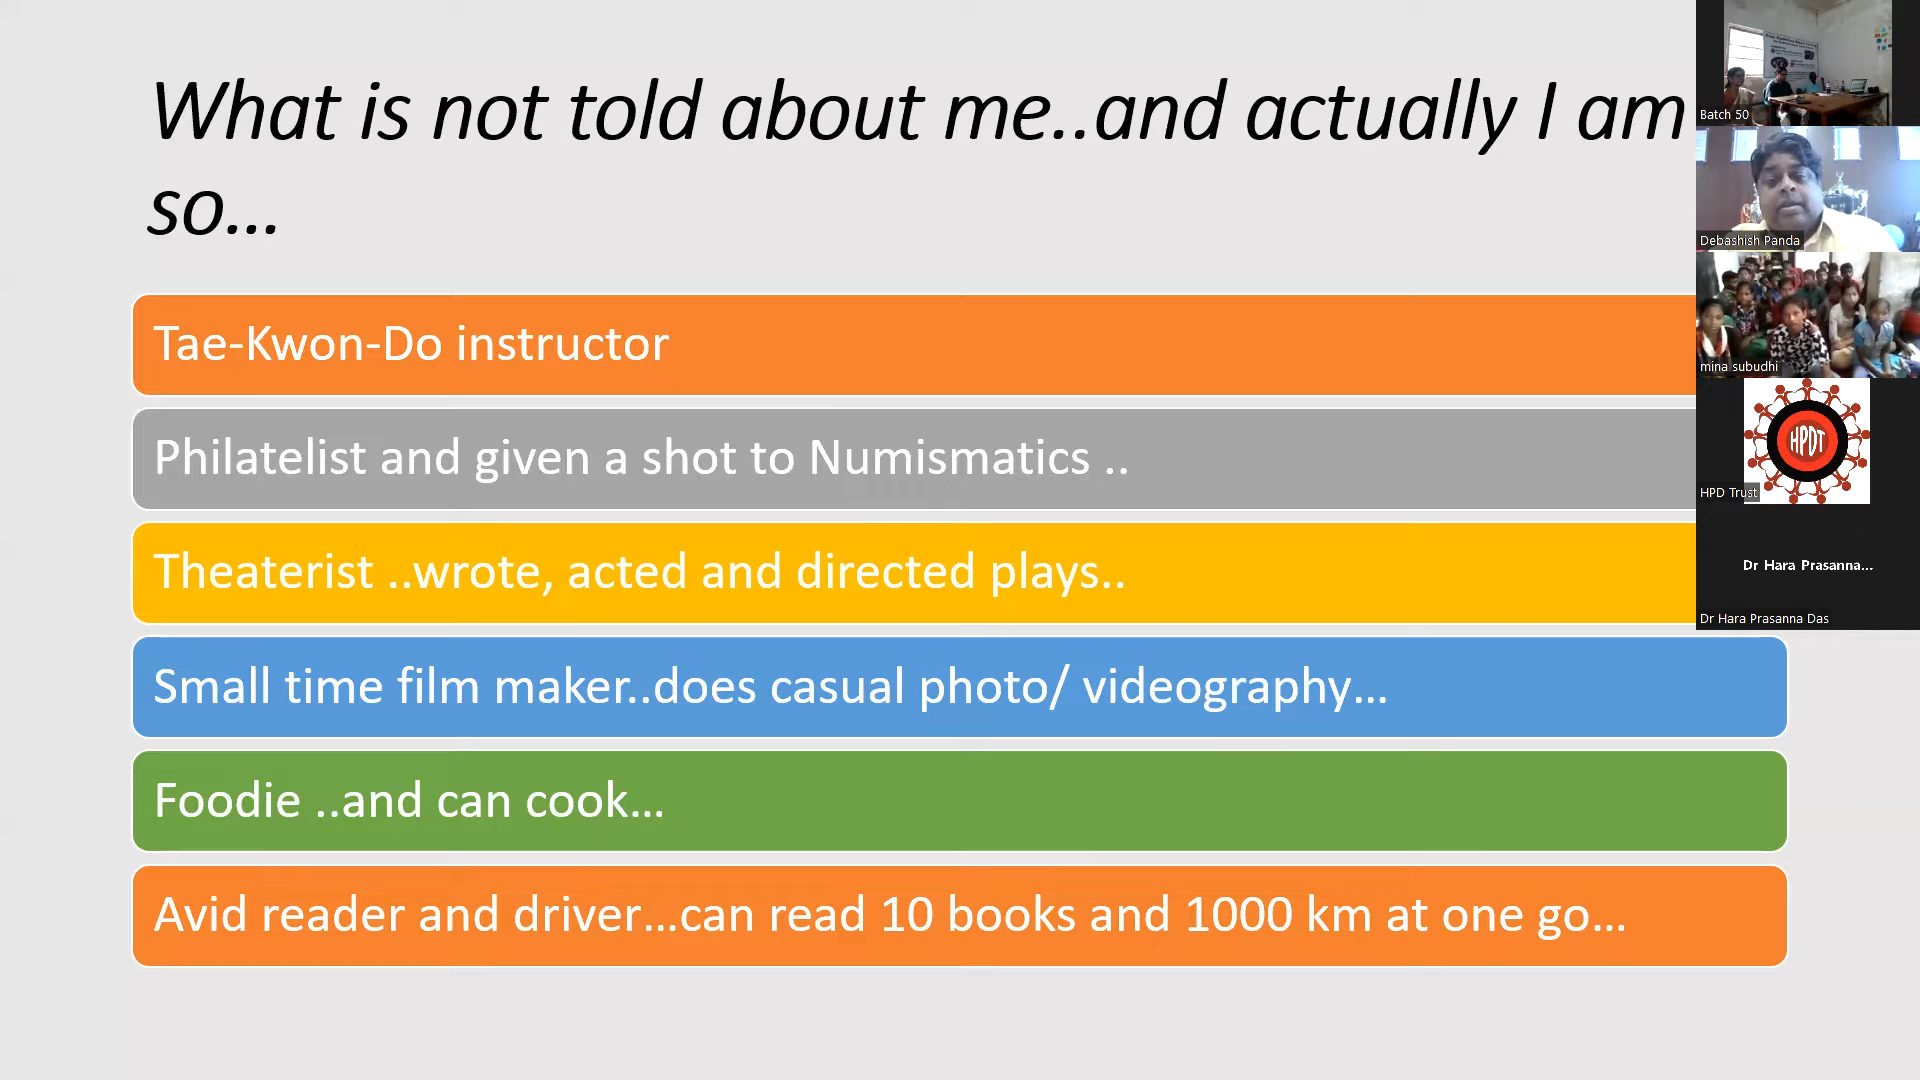 What is not told about me..and actually I am
so...
Tae-Kwon-Do instructor
Philatelist and given a shot to Numismatics ..
Theaterist ..wrote, acted and directed plays..
Small time film maker..does casual photo/ videography...
Foodie ..and can cook...
Avid reader and driver...can read 10 books and 1000 km at one go...
Batch 50
Debashish Panda
mina subudhi
HPDT
HPD Trust
Dr Hara Prasanna...
Dr Hara Prasanna Das